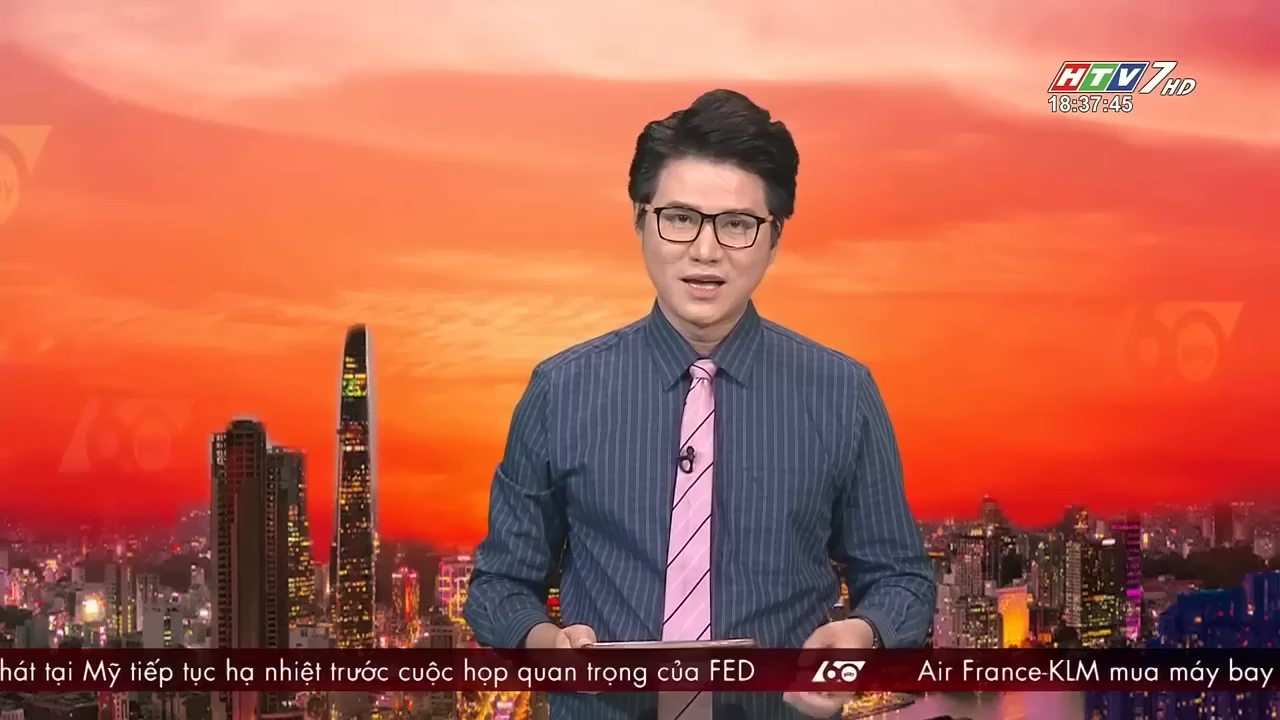 HTV7HD
18:37:45
hát tại Mỹ tiếp tục hạ nhiệt trước cuộc họp quan trọng của FED
60
Air France-KLM mua máy bay